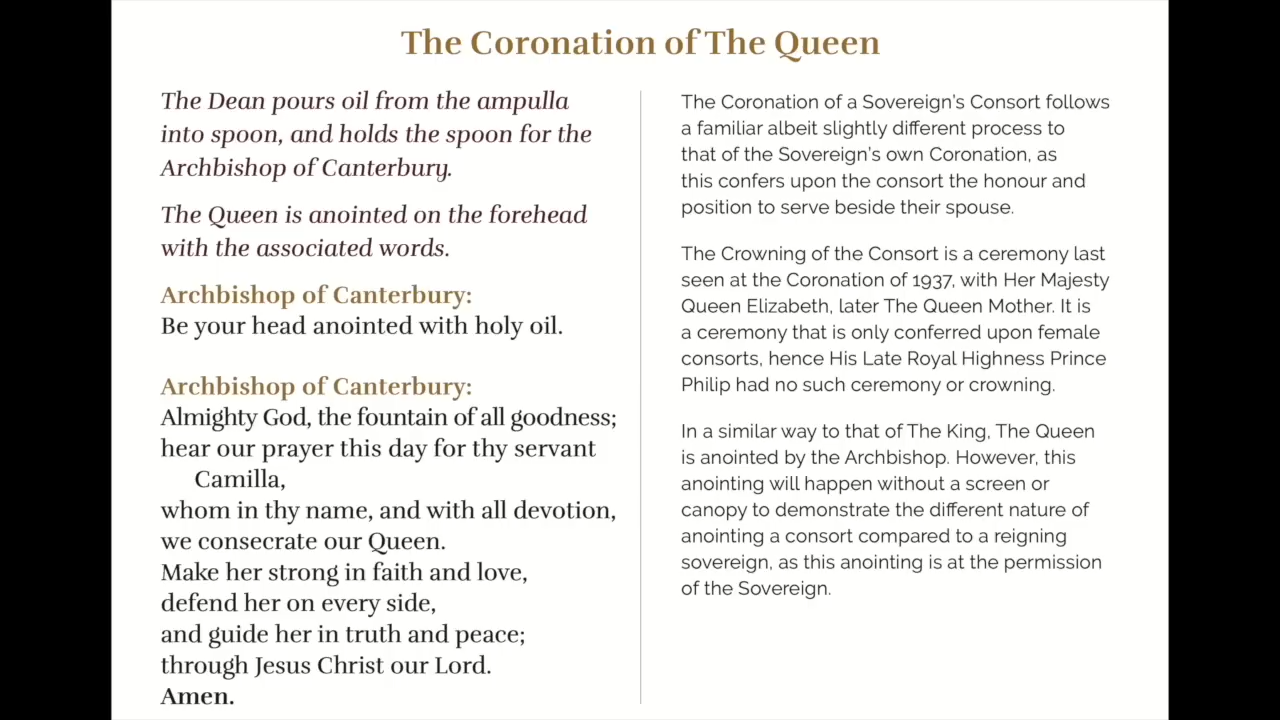 The Coronation of The Queen
The Dean pours oil from the ampulla
into spoon, and holds the spoon for the
Archbishop of Canterbury.
The Queen is anointed on the forehead
with the associated words.
Archbishop of Canterbury:
Be your head anointed with holy oil.
Archbishop of Canterbury:
Almighty God, the fountain of all goodness;
hear our prayer this day for thy servant
Camilla,
whom in thy name, and with all devotion,
we consecrate our Queen.
Make her strong in faith and love,
defend her on every side,
and guide her in truth and peace;
through Jesus Christ our Lord.
Amen.
The Coronation of a Sovereign's Consort follows
a familiar albeit slightly different process to
that of the Sovereign's own Coronation, as
this confers upon the consort the honour and
position to serve beside their spouse.
The Crowning of the Consort is a ceremony last
seen at the Coronation of 1937, with Her Majesty
Queen Elizabeth, later The Queen Mother. It is
a ceremony that is only conferred upon female
consorts, hence His Late Royal Highness Prince
Philip had no such ceremony or crowning.
In a similar way to that of The King, The Queen
is anointed by the Archbishop. However, this
anointing will happen without a screen or
canopy to demonstrate the different nature of
anointing a consort compared to a reigning
sovereign, as this anointing is at the permission
of the Sovereign.